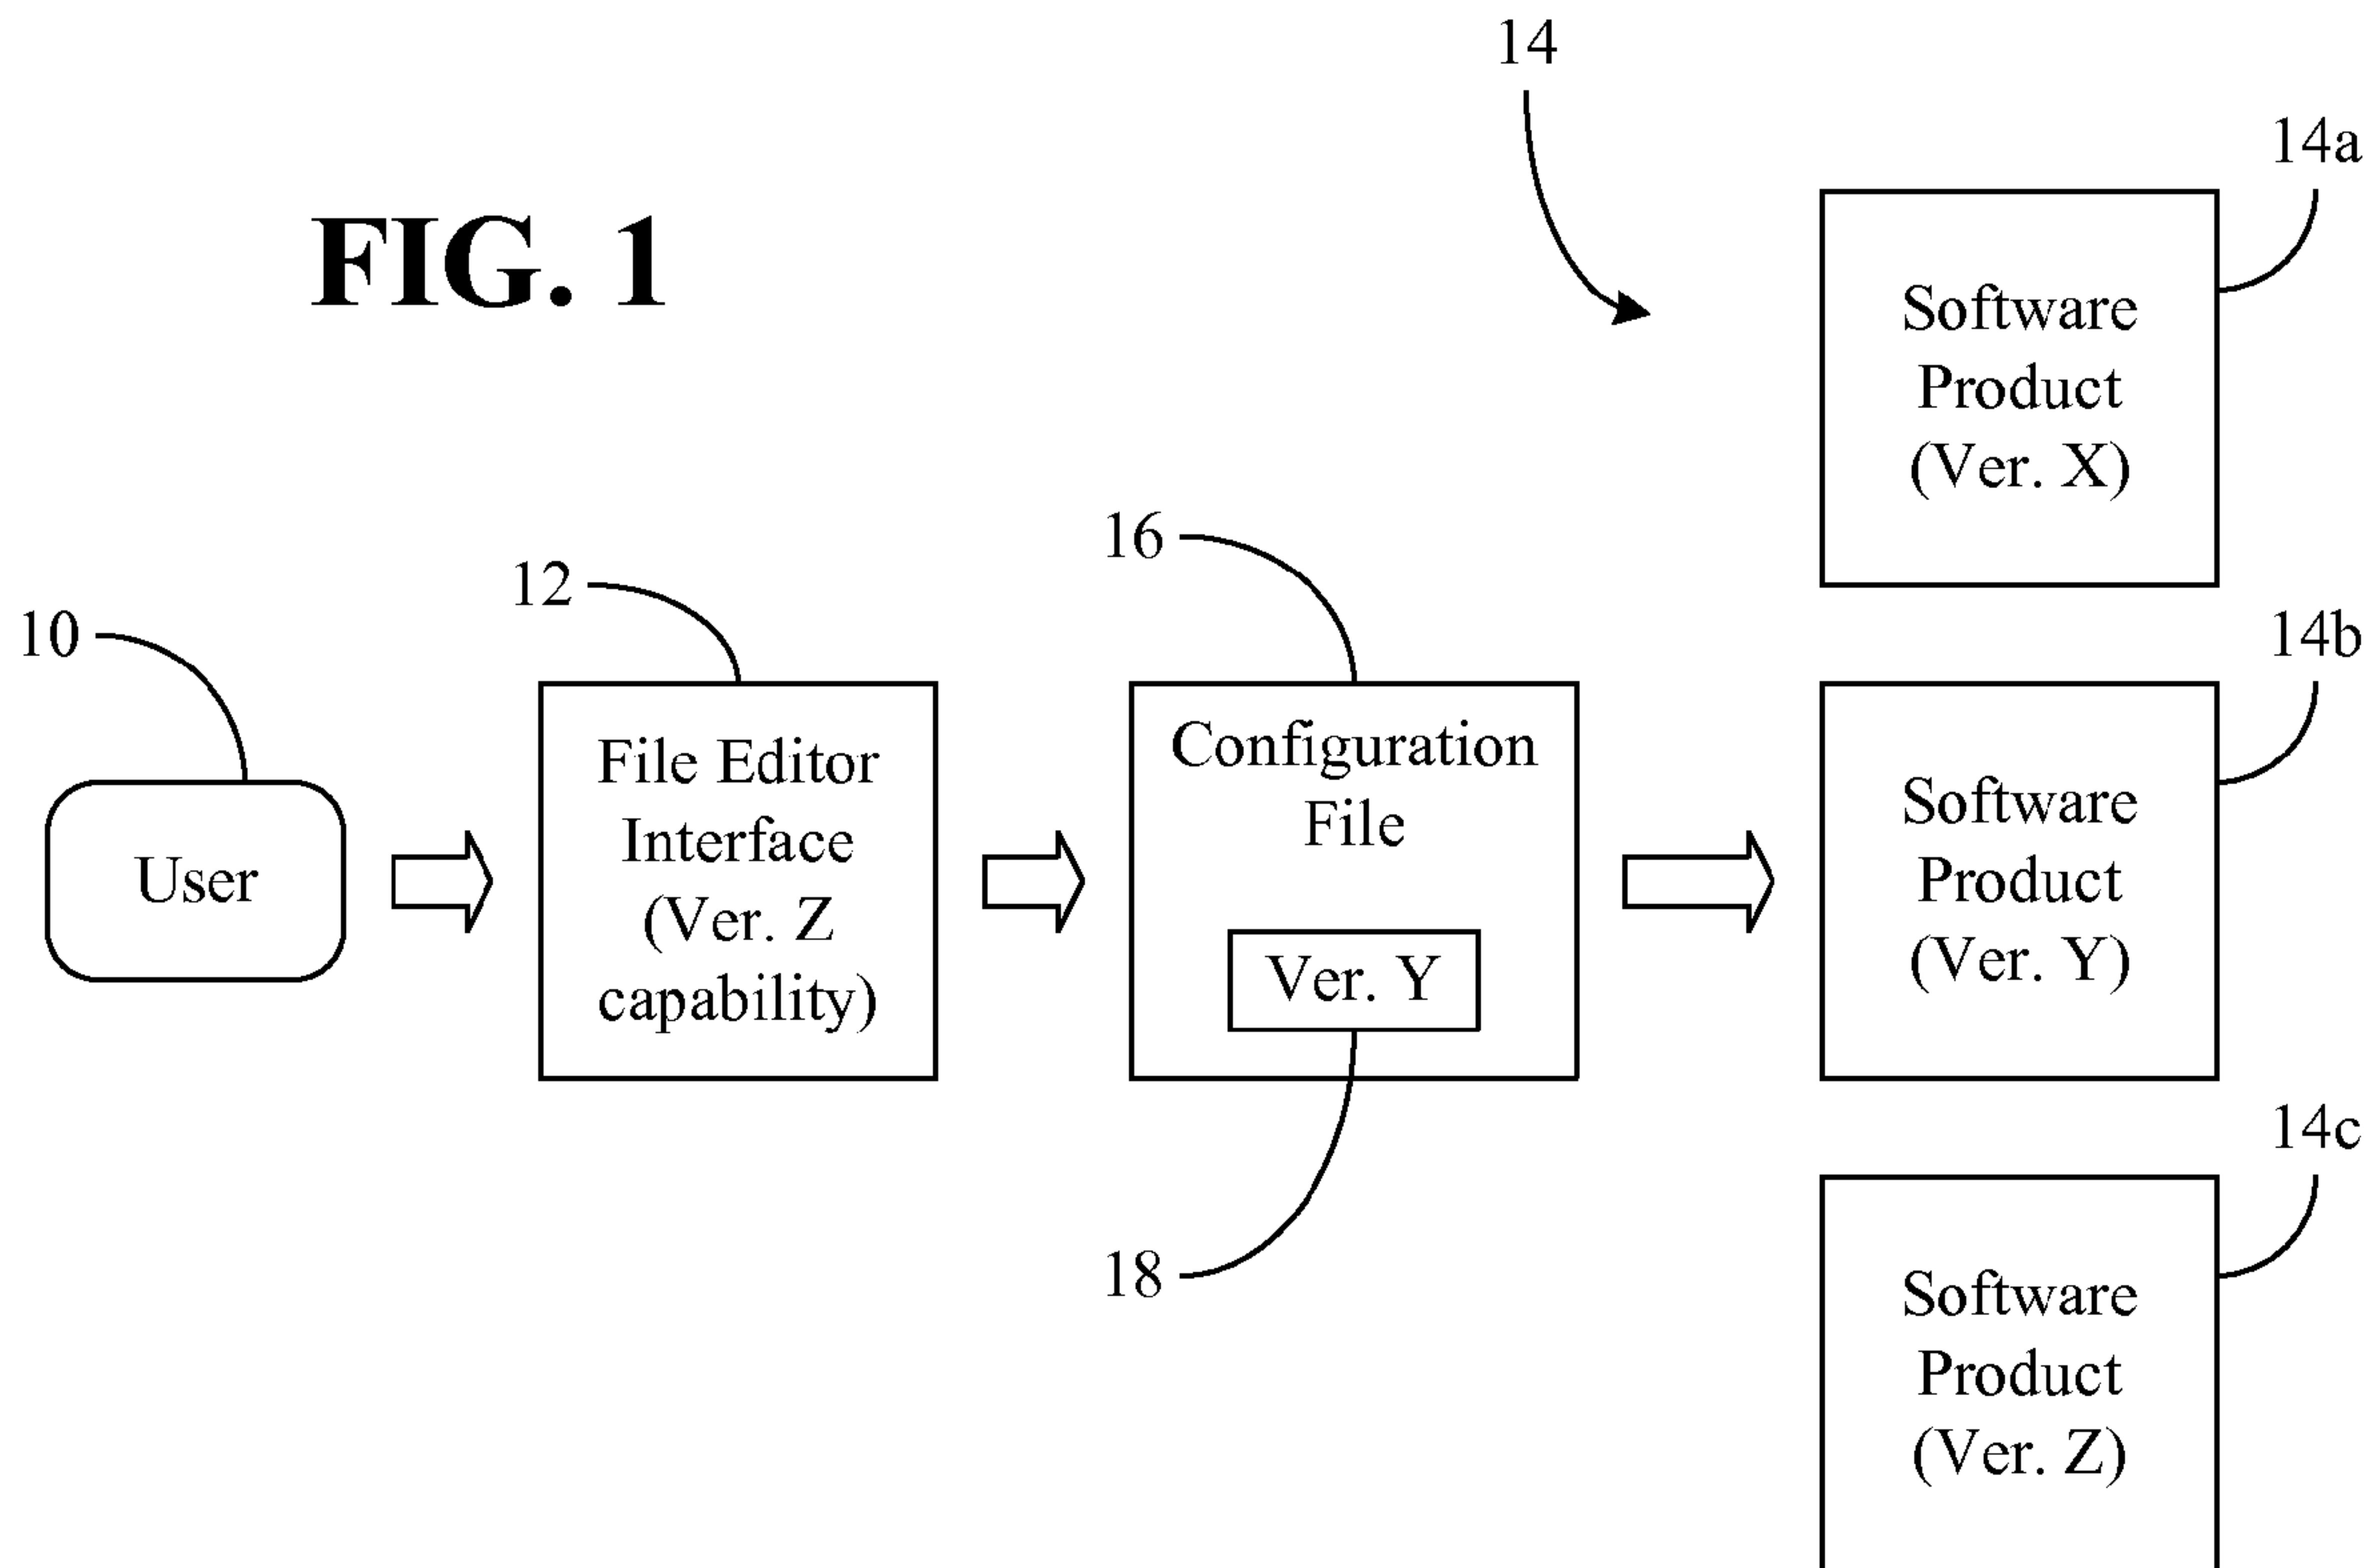 FIG. 1
14
14a
Software
Product
(Ver. X)
10
User
12
File Editor
Interface
(Ver. Z
capability)
16
Configuration
File
Ver. Y
18
14b
Software
Product
(Ver. Y)
14c
Software
Product
(Ver. Z)